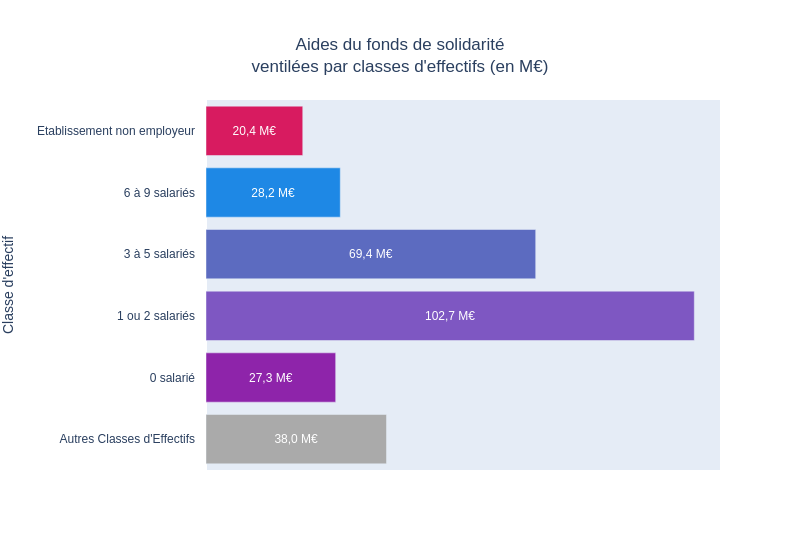 Aides du fonds de solidarité
ventilées par classes d'effectifs (en M€)
Classe d'effectif
Etablissement non employeur
20,4 M€
6 à 9 salariés
28,2 M€
3 à 5 salariés
69,4 M€
1 ou 2 salariés
102,7 M€
0 salarié
27,3 M€
Autres Classes d'Effectifs
38,0 M€